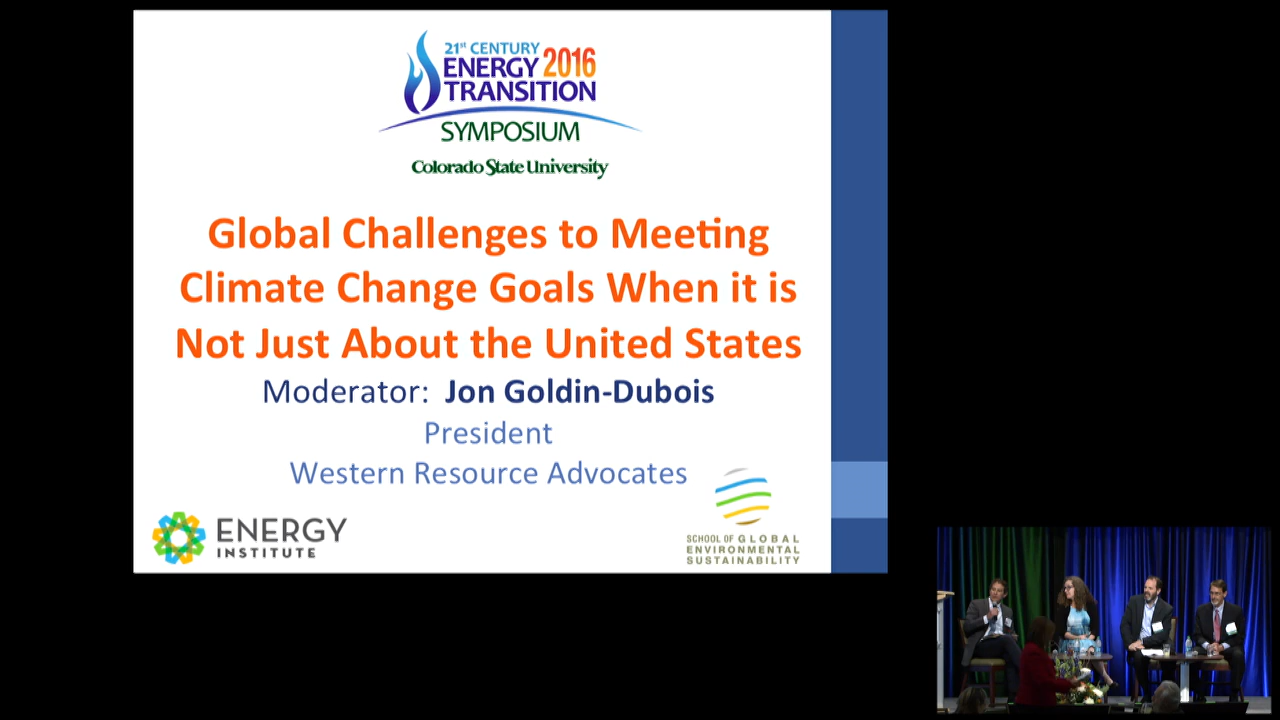 21st CENTURY
ENERGY 2016
TRANSITION
SYMPOSIUM
Colorado State University
Global Challenges to Meeting
Climate Change Goals When it is
Not Just About the United States
Moderator: Jon Goldin-Dubois
President
Western Resource Advocates
ENERGY
INSTITUTE
SCHOOL OF GLOBAL
ENVIRONMENTAL
SUSTAINABILITY